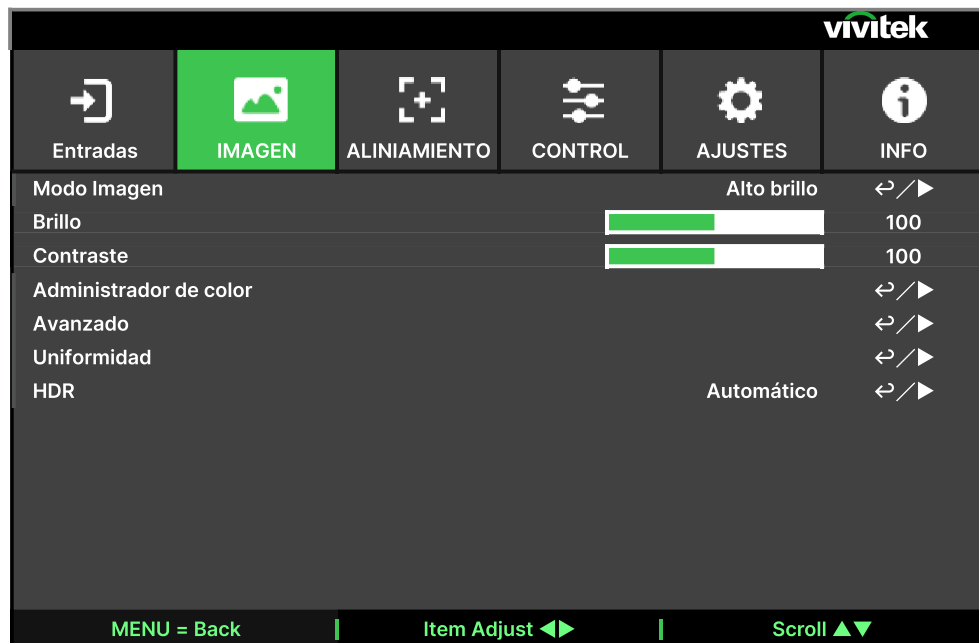 vivitek
Entradas IMAGEN ALINIAMIENTO CONTROL AJUSTES INFO
Modo Imagen Alto brillo
Brillo 100
Contraste 100
Administrador de color
Avanzado
Uniformidad
HDR Automático
MENU = Back Item Adjust ◀▶ Scroll ▲▼